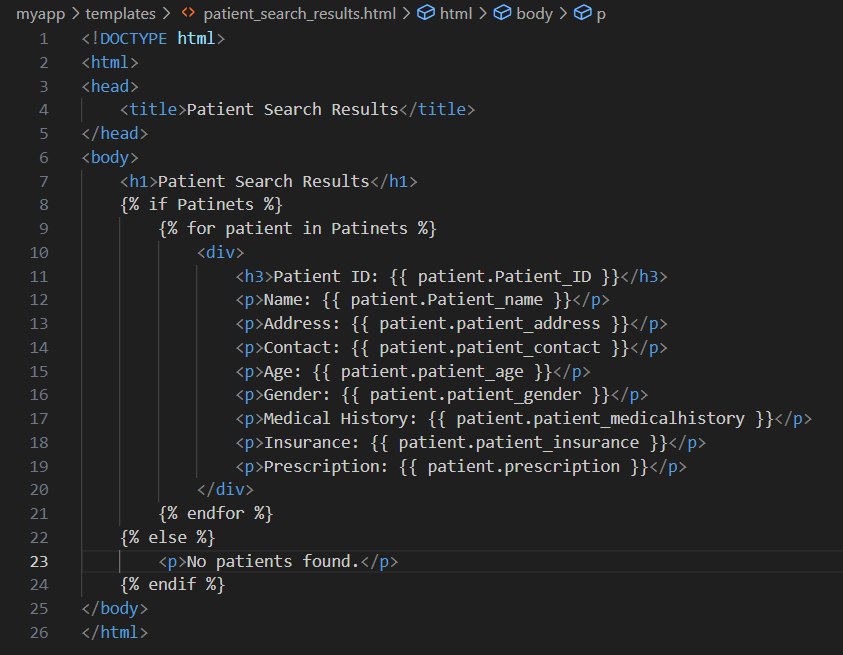 myapp > templates > <> patient_search_results.html > html > body > p
1 <!DOCTYPE html>
2 <html>
3 <head>
4     <title>Patient Search Results</title>
5 </head>
6 <body>
7     <h1>Patient Search Results</h1>
8     {% if Patinets %}
9         {% for patient in Patinets %}
10             <div>
11                 <h3>Patient ID: {{ patient.Patient_ID }}</h3>
12                 <p>Name: {{ patient.Patient_name }}</p>
13                 <p>Address: {{ patient.patient_address }}</p>
14                 <p>Contact: {{ patient.patient_contact }}</p>
15                 <p>Age: {{ patient.patient_age }}</p>
16                 <p>Gender: {{ patient.patient_gender }}</p>
17                 <p>Medical History: {{ patient.patient_medicalhistory }}</p>
18                 <p>Insurance: {{ patient.patient_insurance }}</p>
19                 <p>Prescription: {{ patient.prescription }}</p>
20             </div>
21         {% endfor %}
22     {% else %}
23         <p>No patients found.</p>
24     {% endif %}
25 </body>
26 </html>